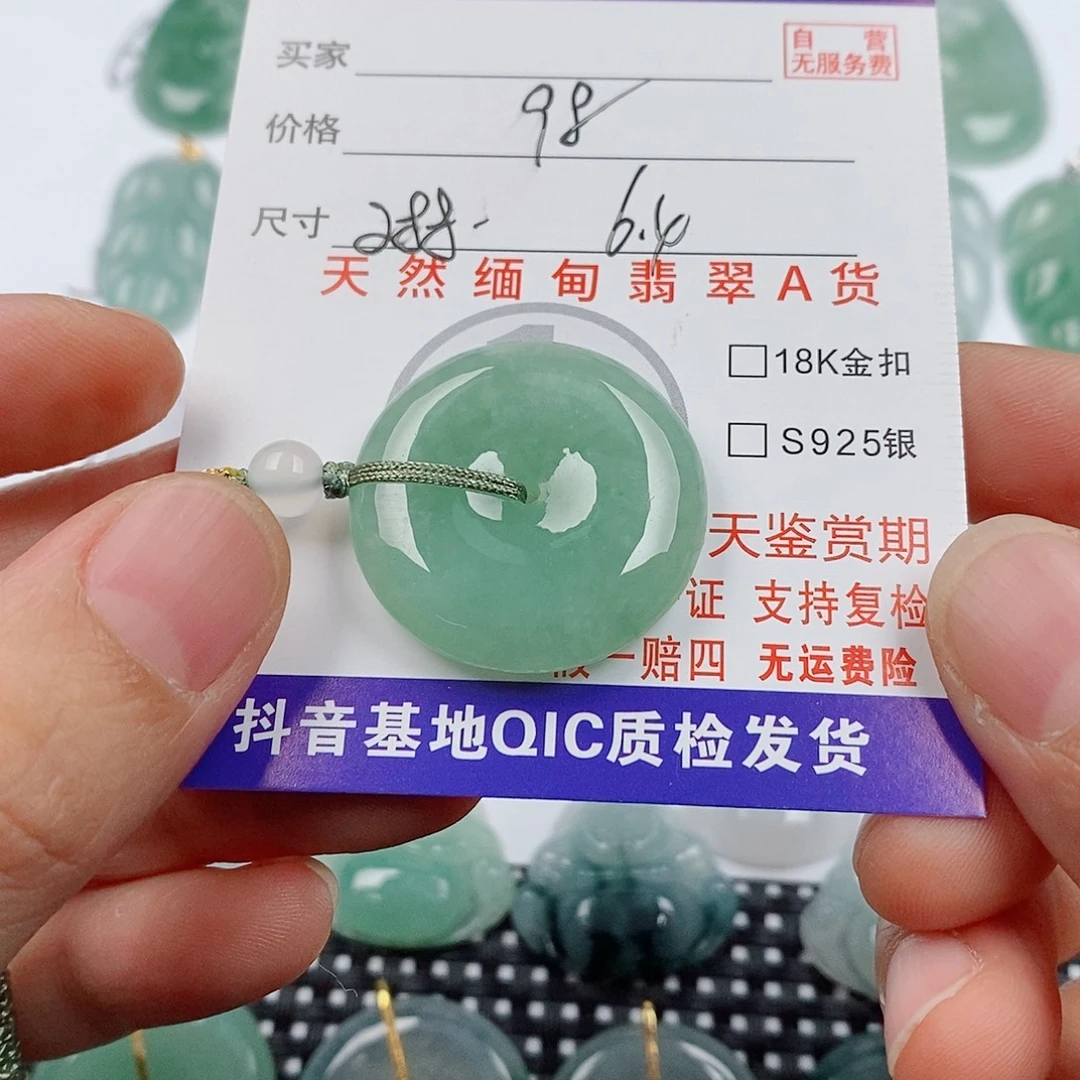 买家
自营
无服务费
价格 98
尺寸 6.4
天然缅甸翡翠A货
18K金扣
S925银
天鉴赏期
证 支持复检
一赔四 无运费险
抖音基地QIC质检发货